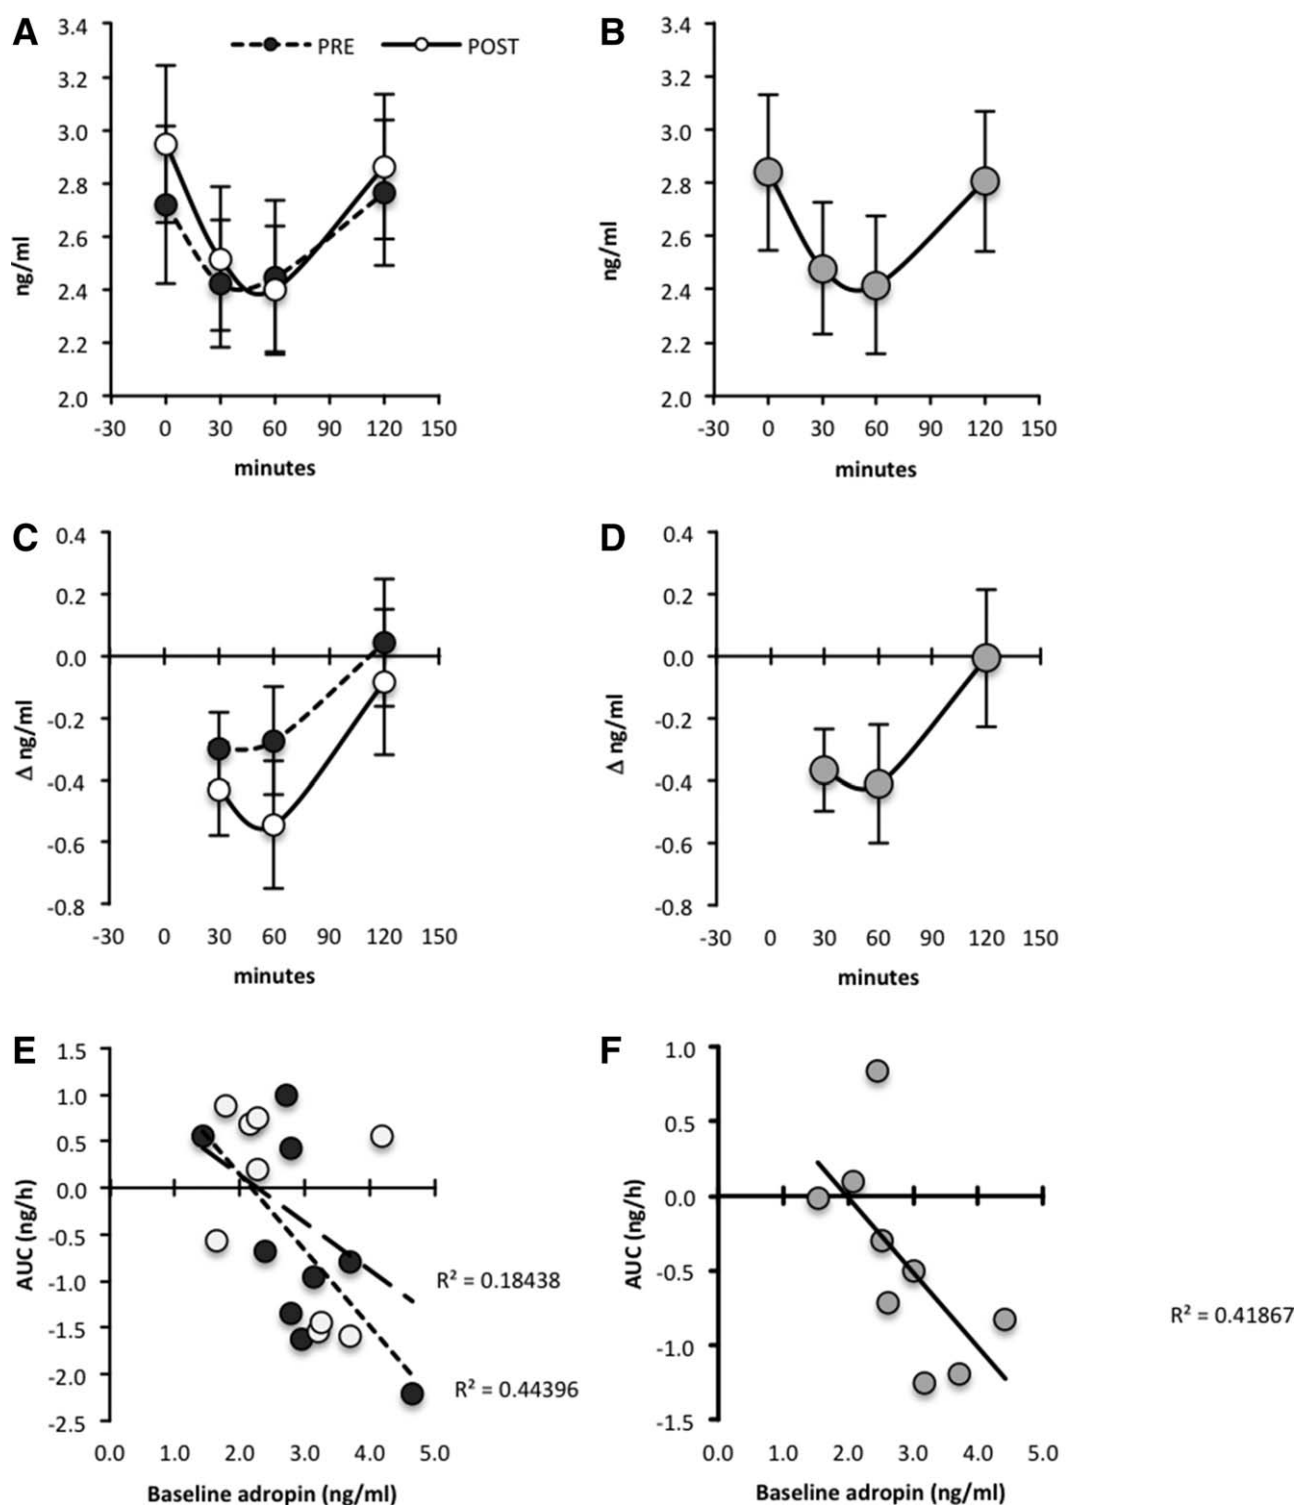 A
3.4
3.2
3.0
2.8
2.6
2.4
2.2
2.0
ng/ml
PRE
POST
-30 0 30 60 90 120 150
minutes
B
3.4
3.2
3.0
2.8
2.6
2.4
2.2
2.0
ng/ml
-30 0 30 60 90 120 150
minutes
C
0.4
0.2
0.0
-0.2
-0.4
-0.6
-0.8
Δ ng/ml
-30 0 30 60 90 120 150
minutes
D
0.4
0.2
0.0
-0.2
-0.4
-0.6
-0.8
Δ ng/ml
-30 0 30 60 90 120 150
minutes
E
1.5
1.0
0.5
0.0
-0.5
-1.0
-1.5
-2.0
-2.5
AUC (ng/h)
R² = 0.18438
R² = 0.44396
0.0 1.0 2.0 3.0 4.0 5.0
Baseline adropin (ng/ml)
F
1.0
0.5
0.0
-0.5
-1.0
-1.5
AUC (ng/h)
R² = 0.41867
0.0 1.0 2.0 3.0 4.0 5.0
Baseline adropin (ng/ml)